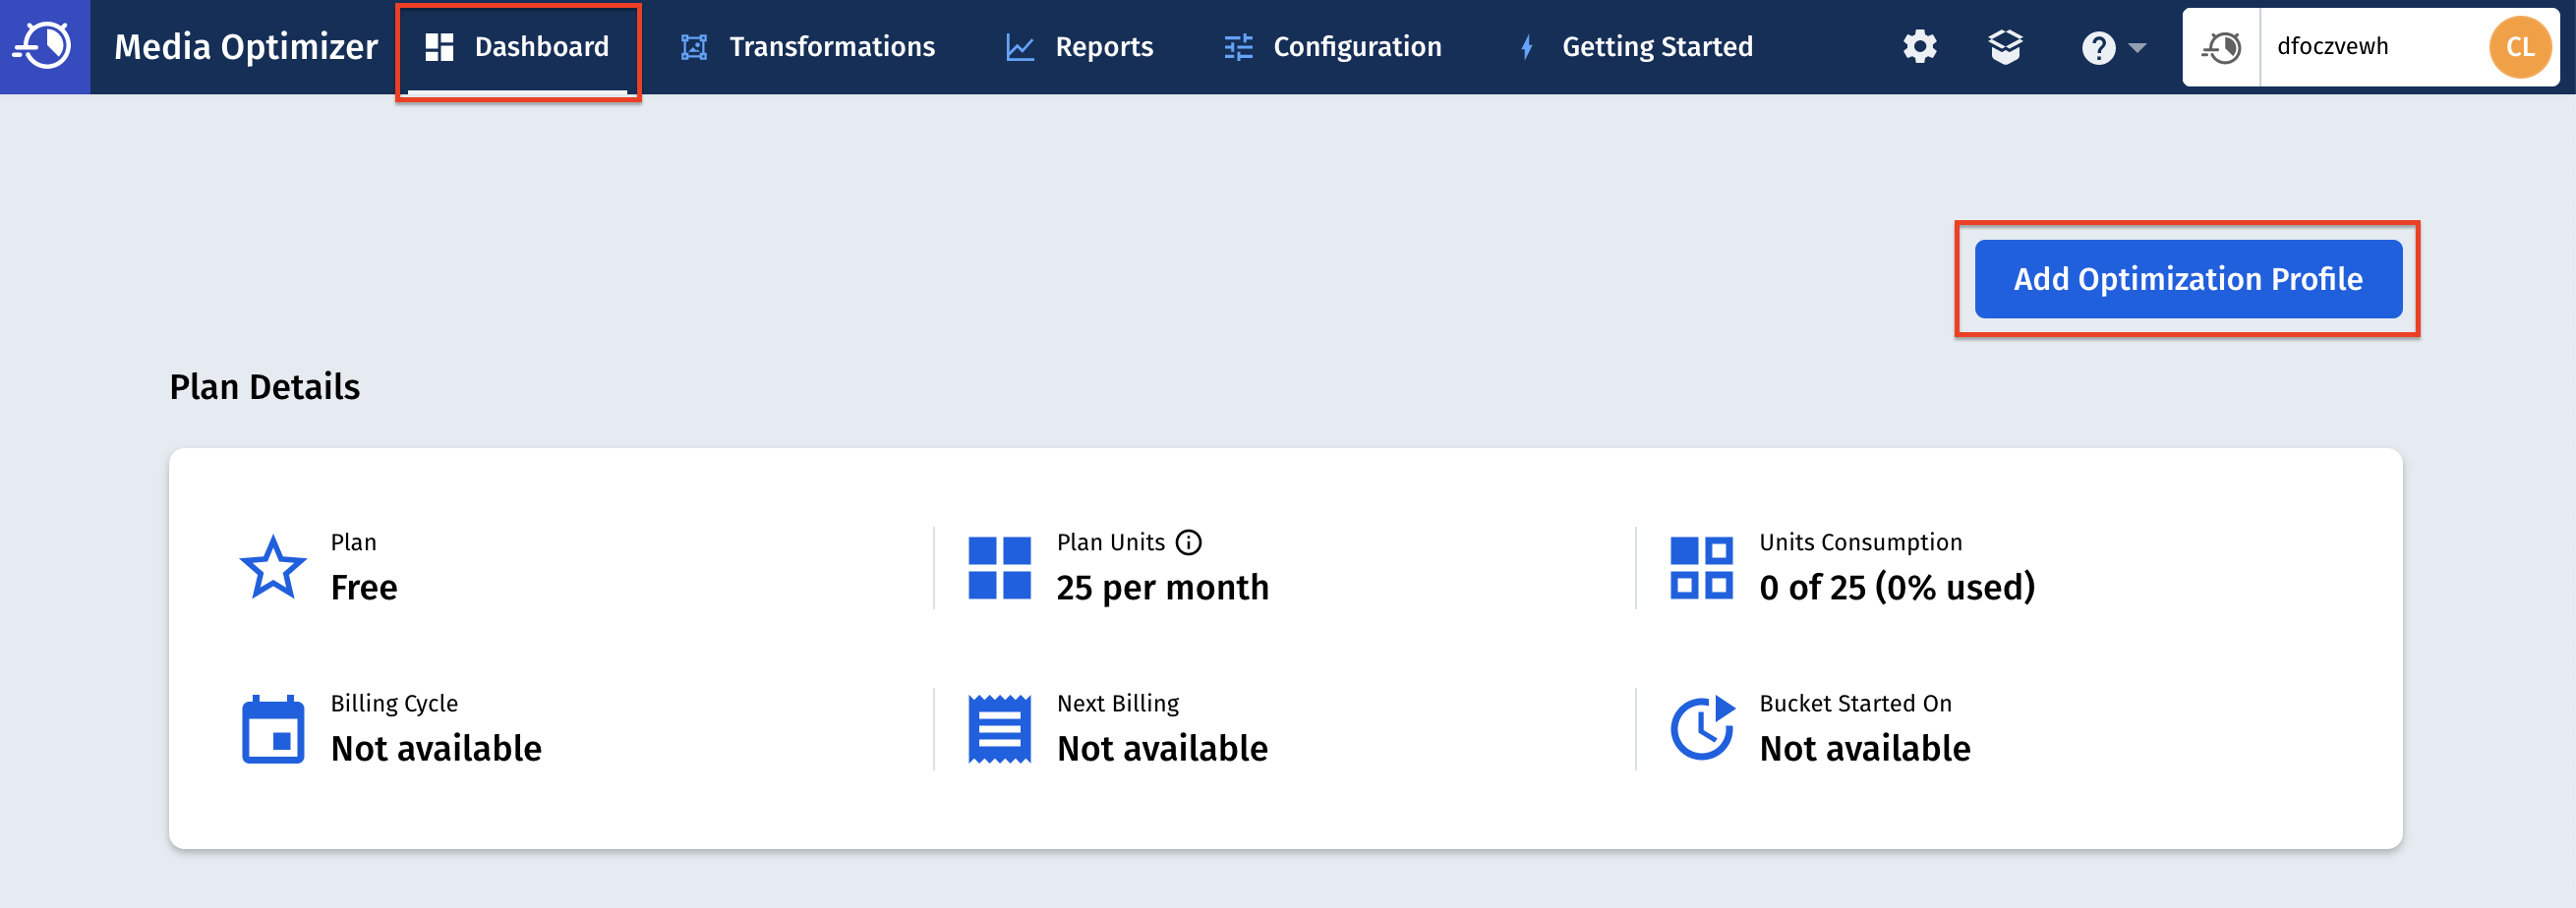 Media Optimizer Dashboard Transformations Reports Configuration Getting Started ? dfoczvewh CL
Add Optimization Profile
Plan Details
Plan Plan Units Units Consumption
Free 25 per month 0 of 25 (0% used)
Billing Cycle Next Billing Bucket Started On
Not available Not available Not available